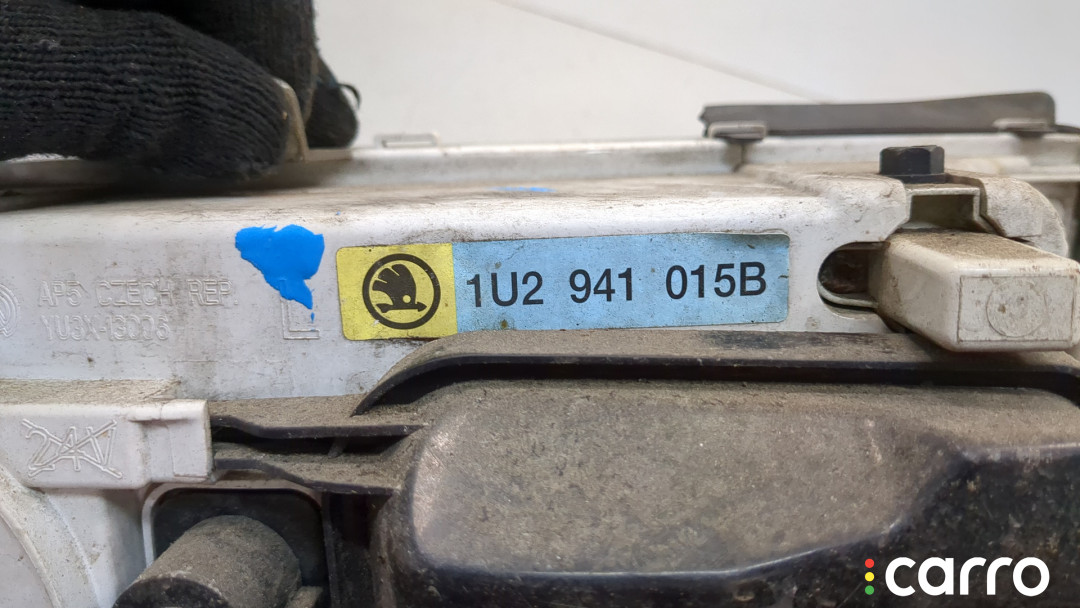 1U2 941 015B
AP5 CZECH REP.
L
24V
carro